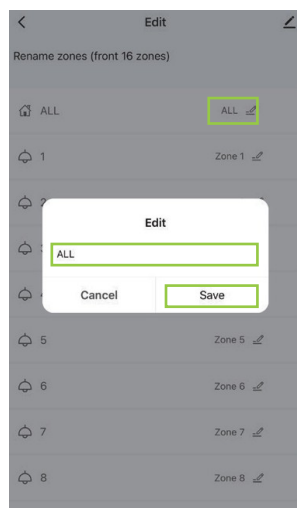 Edit
Rename zones (front 16 zones)
ALL ALL
1 Zone 1
Edit
ALL
Cancel Save
5 Zone 5
6 Zone 6
7 Zone 7
8 Zone 8